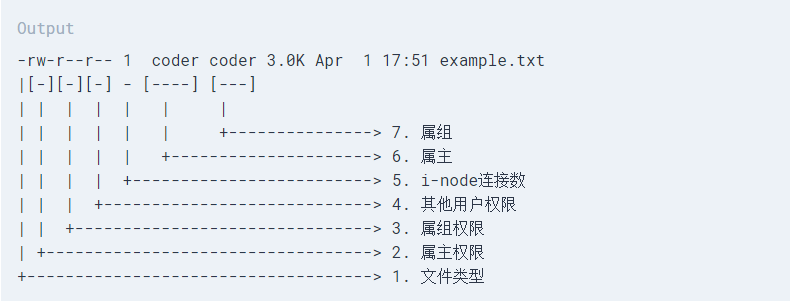 Output
-rw-r--r-- 1  coder coder 3.0K Apr  1 17:51 example.txt
|[-][-][-] - [----] [---]
| |  |  |  |   |     |
| |  |  |  |   |     +---------------> 7. 属组
| |  |  |  |   +---------------------> 6. 属主
| |  |  |  +-------------------------> 5. i-node连接数
| |  |  +----------------------------> 4. 其他用户权限
| |  +-------------------------------> 3. 属组权限
| +----------------------------------> 2. 属主权限
+------------------------------------> 1. 文件类型